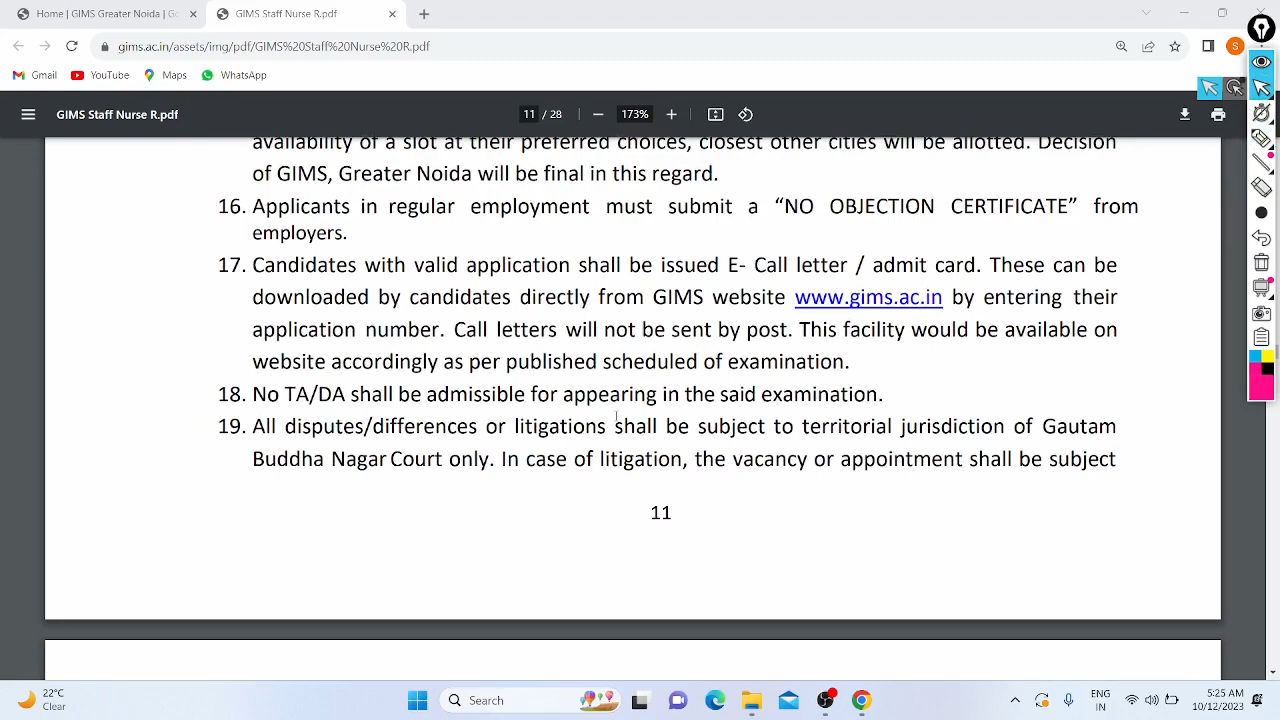 Home | GIMS Greater Noida | Go
GIMS Staff Nurse R.pdf
gims.ac.in/assets/img/pdf/GIMS%20Staff%20Nurse%20R.pdf
S
Gmail
YouTube
Maps
WhatsApp
GIMS Staff Nurse R.pdf
11 / 28
173%
availability of a slot at their preferred choices, closest other cities will be allotted. Decision
of GIMS, Greater Noida will be final in this regard.
16. Applicants in regular employment must submit a “NO OBJECTION CERTIFICATE” from
employers.
17. Candidates with valid application shall be issued E- Call letter / admit card. These can be
downloaded by candidates directly from GIMS website www.gims.ac.in by entering their
application number. Call letters will not be sent by post. This facility would be available on
website accordingly as per published scheduled of examination.
18. No TA/DA shall be admissible for appearing in the said examination.
19. All disputes/differences or litigations shall be subject to territorial jurisdiction of Gautam
Buddha Nagar Court only. In case of litigation, the vacancy or appointment shall be subject
11
22°C
Clear
Search
ENG
IN
5:25 AM
10/12/2023